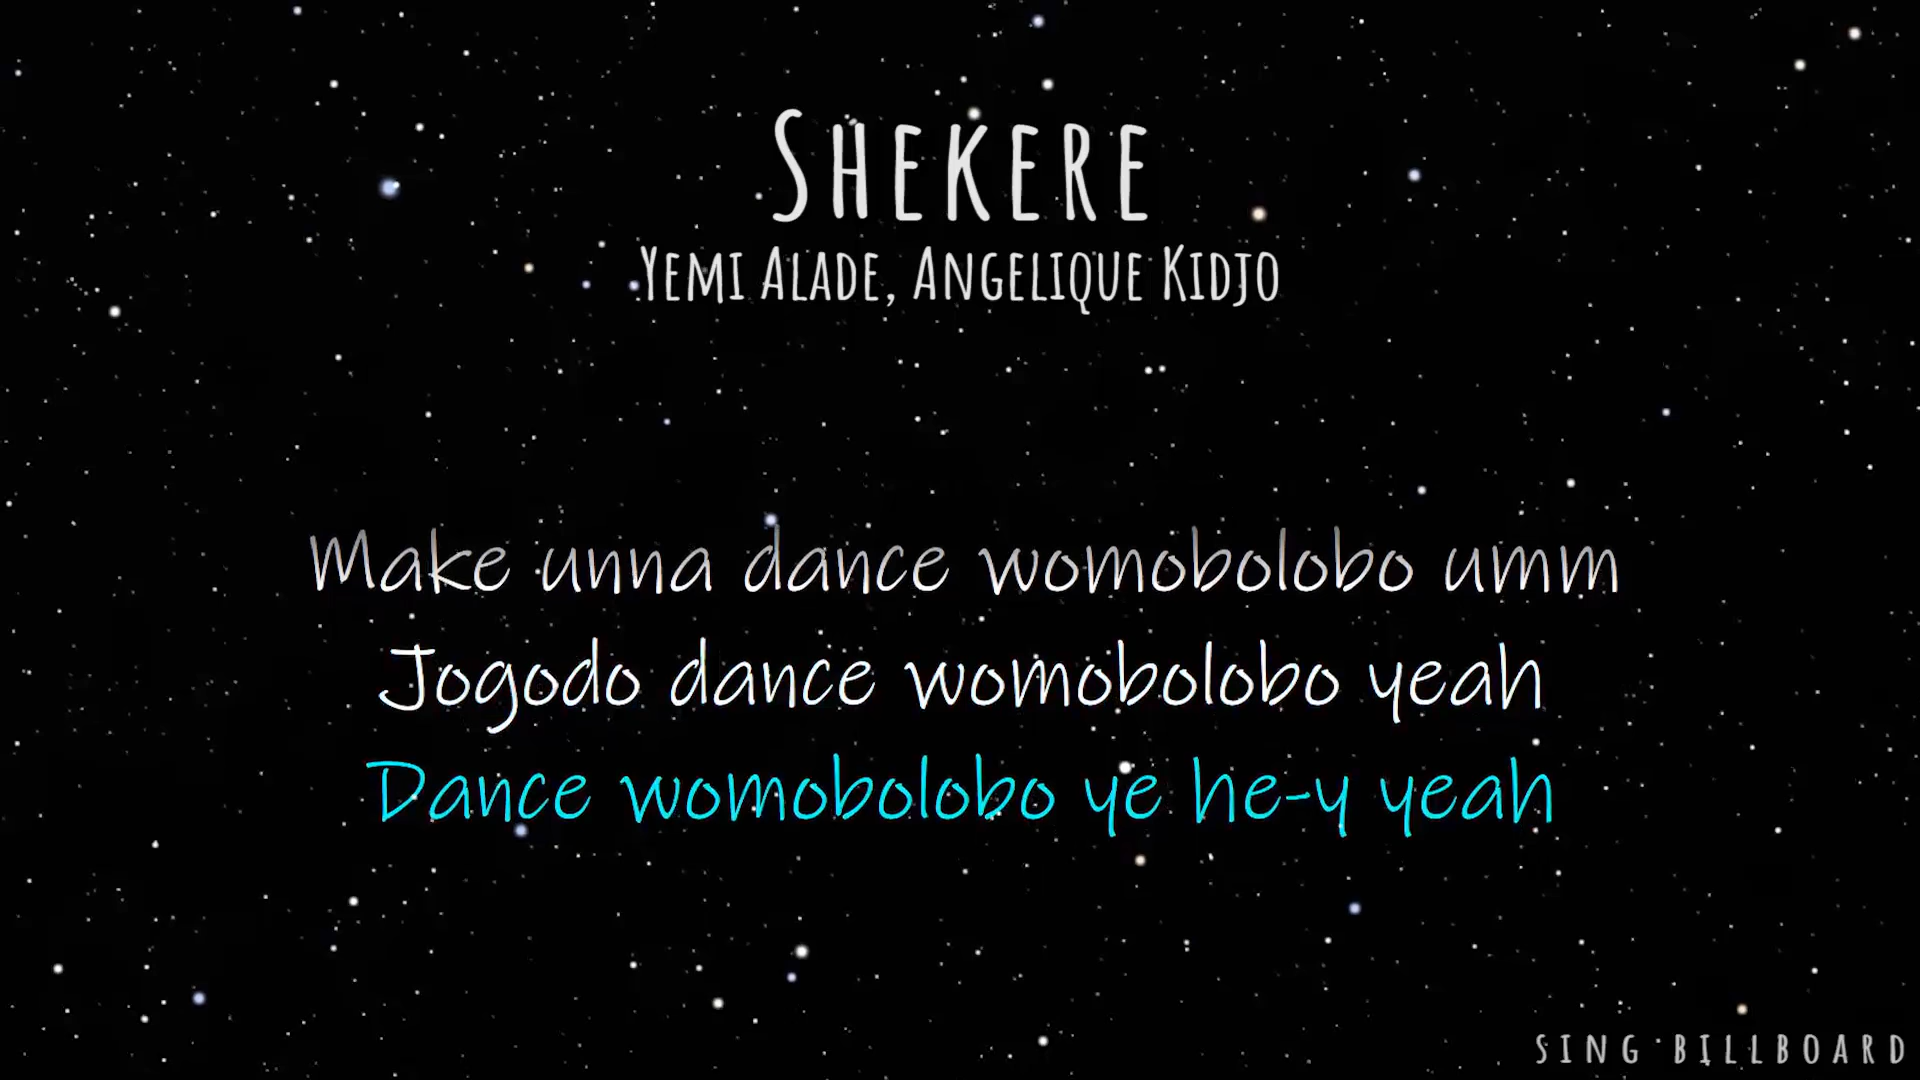 SHEKERE
YEMI ALADE, ANGELIQUE KIDJO
Make unna dance womobolobo umm
Jogodo dance womobolobo yeah
Dance womobolobo ye he-y yeah
SING BILLBOARD